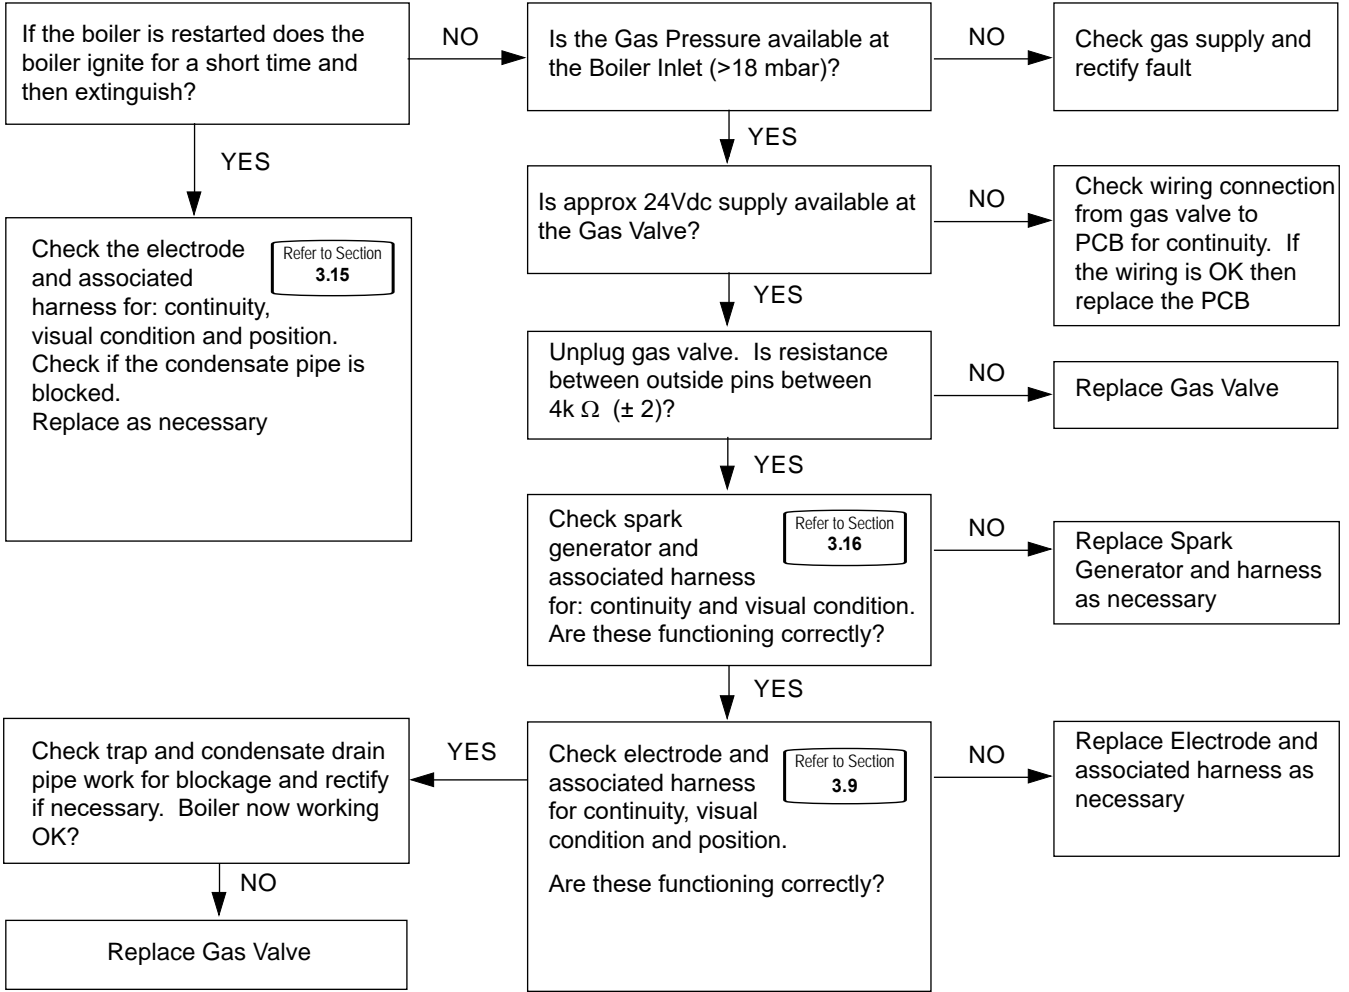 If the boiler is restarted does the
boiler ignite for a short time and
then extinguish?
NO
Is the Gas Pressure available at
the Boiler Inlet (>18 mbar)?
NO
Check gas supply and
rectify fault
YES
YES
Check the electrode
and associated
harness for: continuity,
visual condition and position.
Check if the condensate pipe is
blocked.
Replace as necessary
Refer to Section
3.15
Is approx 24Vdc supply available at
the Gas Valve?
NO
Check wiring connection
from gas valve to
PCB for continuity.  If
the wiring is OK then
replace the PCB
YES
Unplug gas valve.  Is resistance
between outside pins between
4k Ω  (± 2)?
NO
Replace Gas Valve
YES
Check spark
generator and
associated harness
for: continuity and visual condition.
Are these functioning correctly?
Refer to Section
3.16
NO
Replace Spark
Generator and harness
as necessary
YES
Check electrode and
associated harness
for continuity, visual
condition and position.
Are these functioning correctly?
Refer to Section
3.9
NO
Replace Electrode and
associated harness as
necessary
YES
Check trap and condensate drain
pipe work for blockage and rectify
if necessary.  Boiler now working
OK?
NO
Replace Gas Valve